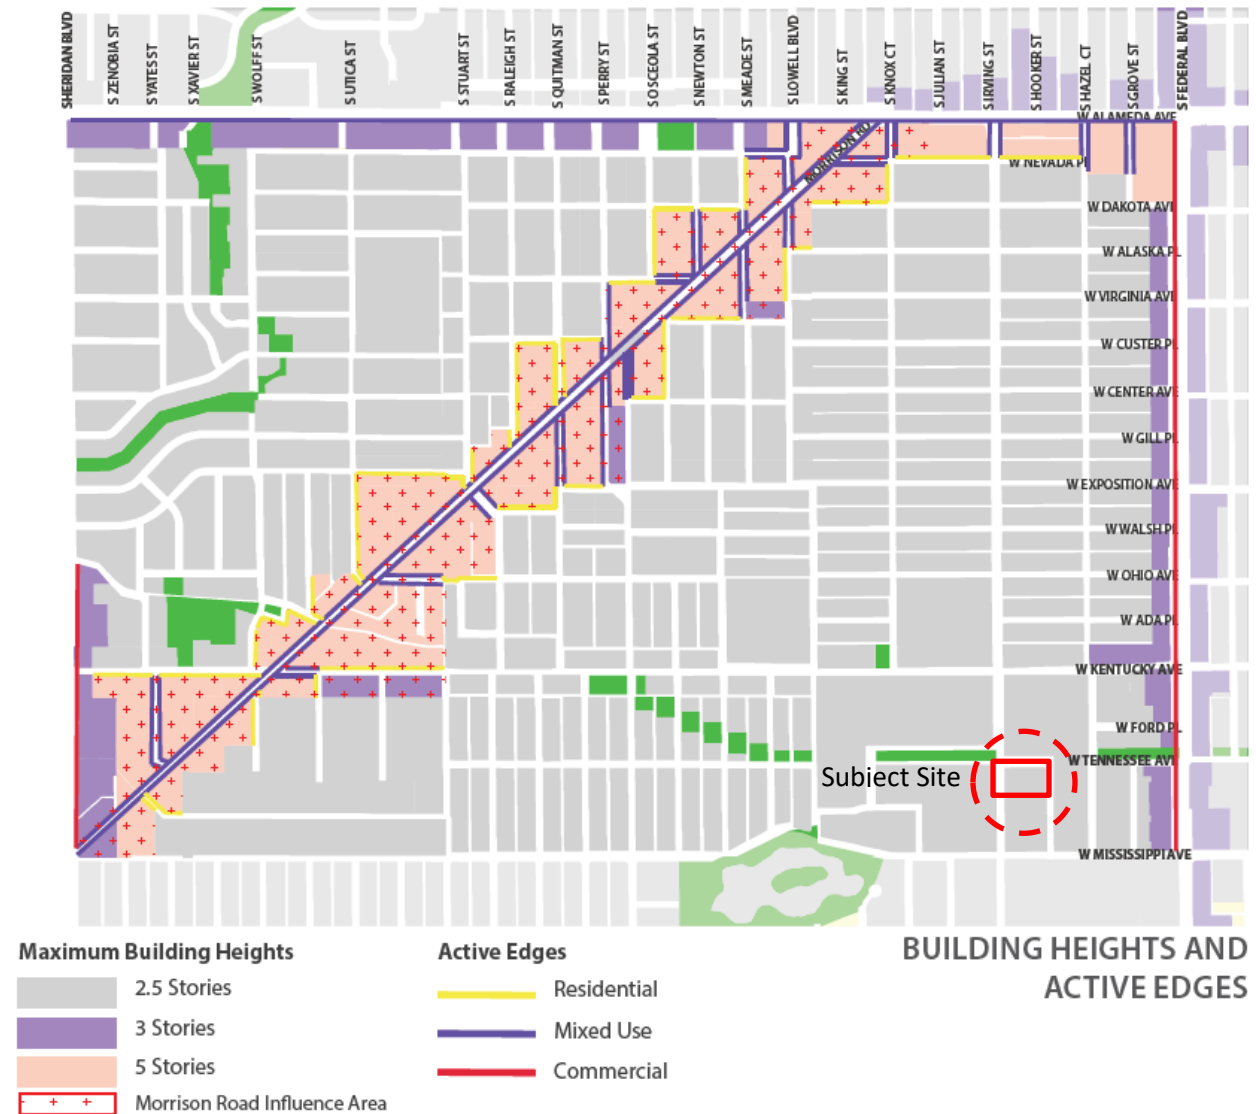 SHERIDAN BLVD
S ZENOBIA ST
S YATES ST
S XAVIER ST
S WOLFF ST
S UTICA ST
S STUART ST
S RALEIGH ST
S QUITMAN ST
S PERRY ST
S OSCEOLA ST
S NEWTON ST
S MEADE ST
S LOWELL BLVD
S KING ST
S KNOX CT
S JULIAN ST
S IRVING ST
S HOOKER ST
S HAZEL CT
S GROVE ST
S FEDERAL BLVD
W ALAMEDA AVE
MORRISON RD
W NEVADA Pl
W DAKOTA AVE
W ALASKA PL
W VIRGINIA AVE
W CUSTER PL
W CENTER AVE
W GILL PL
W EXPOSITION AVE
W WALSH PL
W OHIO AVE
W ADA PL
W KENTUCKY AVE
W FORD PL
W TENNESSEE AVE
Subject Site
W MISSISSIPPI AVE
BUILDING HEIGHTS AND
ACTIVE EDGES
Maximum Building Heights
2.5 Stories
3 Stories
5 Stories
Morrison Road Influence Area
Active Edges
Residential
Mixed Use
Commercial